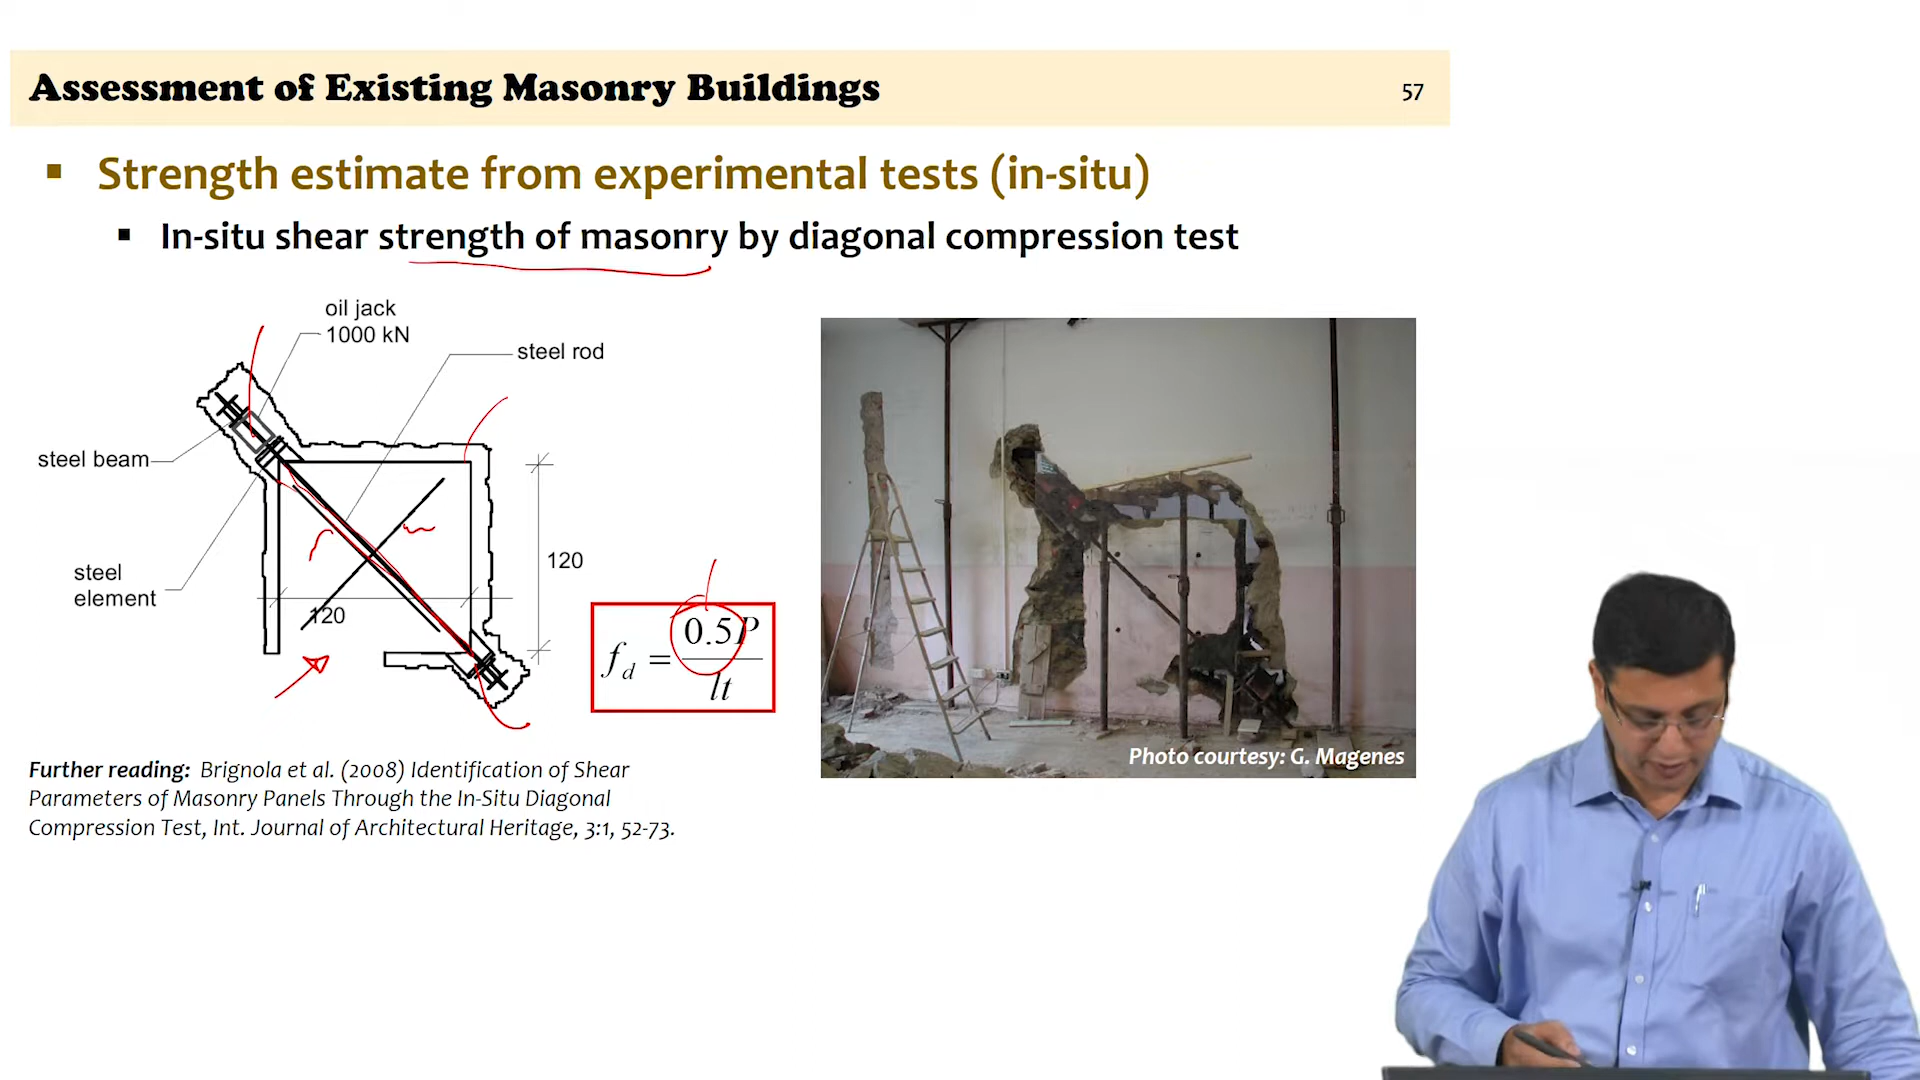 Assessment of Existing Masonry Buildings
57
Strength estimate from experimental tests (in-situ)
In-situ shear strength of masonry by diagonal compression test
oil jack
1000 kN
steel rod
steel beam
steel
element
120
120
f_d = 0.5P / lt
Photo courtesy: G. Magenes
Further reading: Brignola et al. (2008) Identification of Shear
Parameters of Masonry Panels Through the In-Situ Diagonal
Compression Test, Int. Journal of Architectural Heritage, 3:1, 52-73.